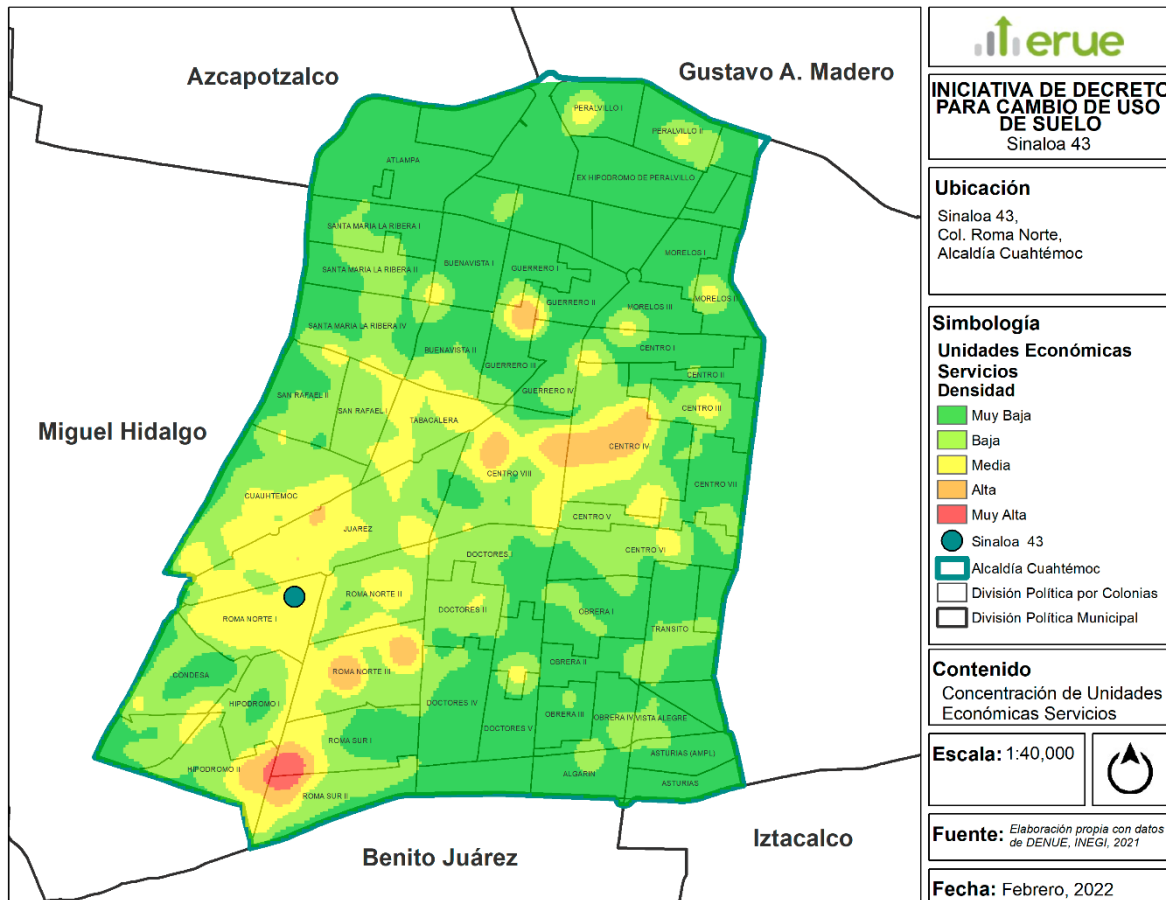 Azcapotzalco
Gustavo A. Madero
PERALVILLO I
PERALVILLO II
ATLAMPA
EX HIPODROMO DE PERALVILLO
SANTA MARIA LA RIBERA I
MORELOS I
BUENAVISTA I
GUERRERO I
SANTA MARIA LA RIBERA II
MORELOS II
GUERRERO II
MORELOS III
SANTA MARIA LA RIBERA IV
BUENAVISTA II
CENTRO I
GUERRERO III
CENTRO II
GUERRERO IV
SAN RAFAEL II
SAN RAFAEL I
CENTRO III
TABACALERA
Miguel Hidalgo
CENTRO IV
CENTRO VIII
CENTRO VII
CUAUHTEMOC
CENTRO V
JUAREZ
CENTRO VI
DOCTORES I
ROMA NORTE II
DOCTORES II
OBRERA I
ROMA NORTE I
TRANSITO
OBRERA II
CONDESA
ROMA NORTE III
HIPODROMO I
DOCTORES IV
OBRERA III
OBRERA IV
VISTA ALEGRE
DOCTORES V
ROMA SUR I
ASTURIAS (AMPL)
HIPODROMO II
ALGARIN
ASTURIAS
ROMA SUR II
Benito Juárez
Iztacalco
erue
INICIATIVA DE DECRETO
PARA CAMBIO DE USO
DE SUELO
Sinaloa 43
Ubicación
Sinaloa 43,
Col. Roma Norte,
Alcaldía Cuahtémoc
Simbología
Unidades Económicas
Servicios
Densidad
Muy Baja
Baja
Media
Alta
Muy Alta
Sinaloa 43
Alcaldía Cuahtémoc
División Política por Colonias
División Política Municipal
Contenido
Concentración de Unidades
Económicas Servicios
Escala: 1:40,000
Fuente: Elaboración propia con datos
de DENUE, INEGI, 2021
Fecha: Febrero, 2022